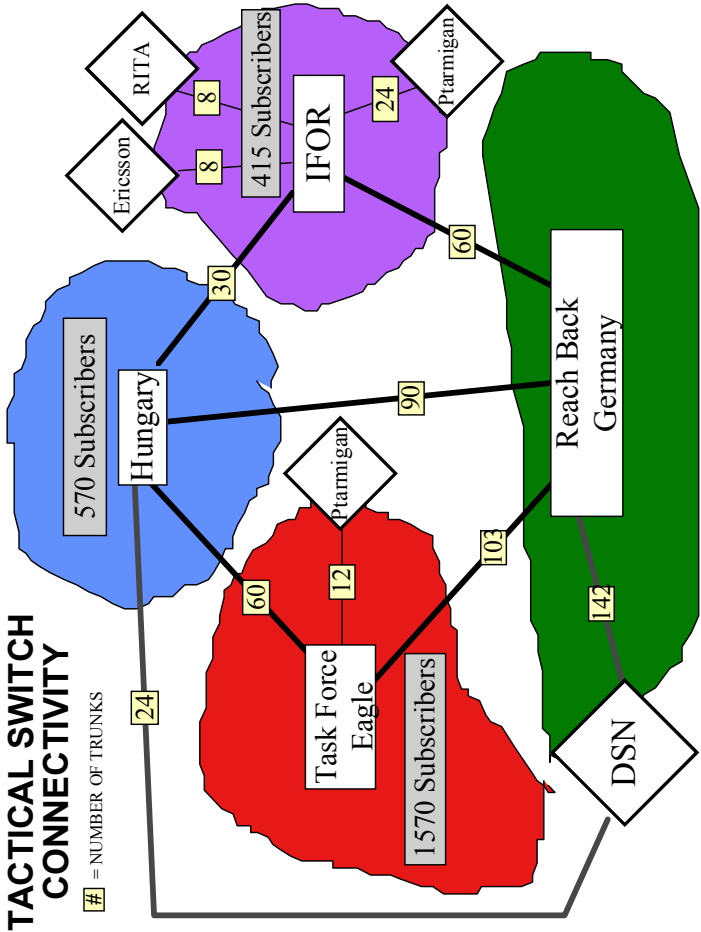 TACTICAL SWITCH
CONNECTIVITY
# = NUMBER OF TRUNKS
570 Subscribers
Hungary
Ericsson
RITA
8
8
415 Subscribers
IFOR
24
Ptarmigan
30
24
60
60
90
Ptarmigan
12
Task Force
Eagle
1570 Subscribers
103
Reach Back
Germany
142
DSN